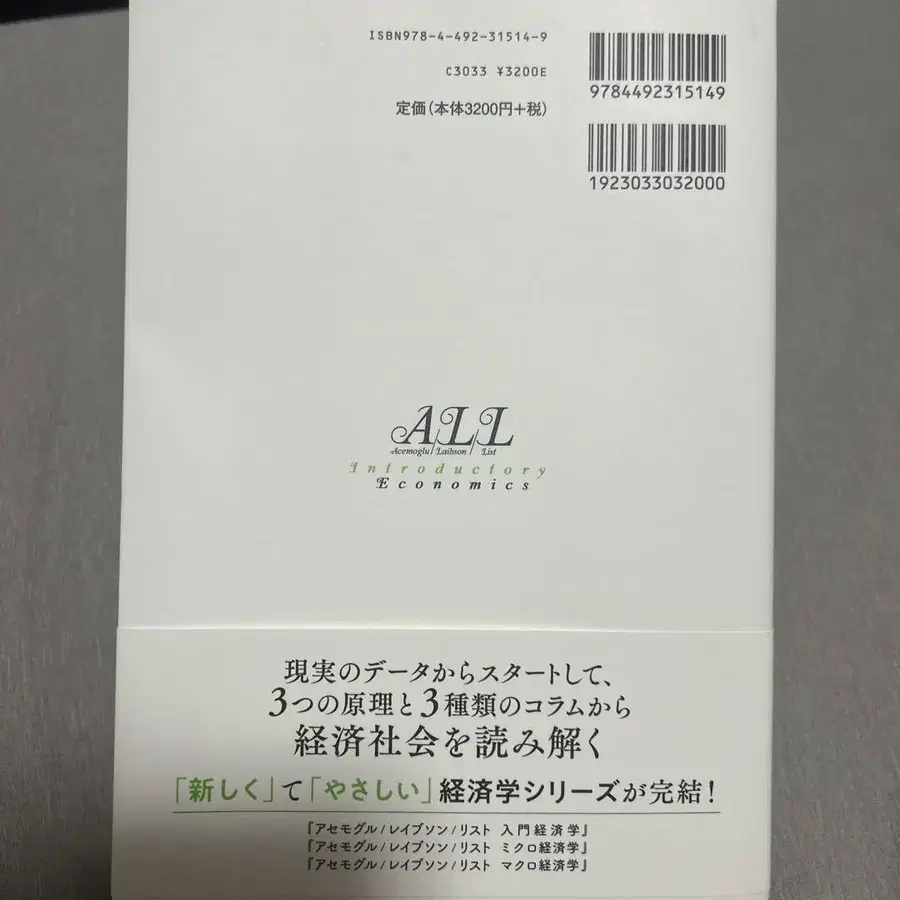 ISBN978-4-492-31514-9
C3033 ¥3200E
定価(本体3200円+税)
9784492315149
1923033032000
ALL
Acemoglu/Laibson/List
Introductory
Economics
現実のデータからスタートして、
3つの原理と3種類のコラムから
経済社会を読み解く
「新しく」て「やさしい」経済学シリーズが完結!
『アセモグル/レイブソン/リスト 入門経済学』
『アセモグル/レイブソン/リスト ミクロ経済学』
『アセモグル/レイブソン/リスト マクロ経済学』